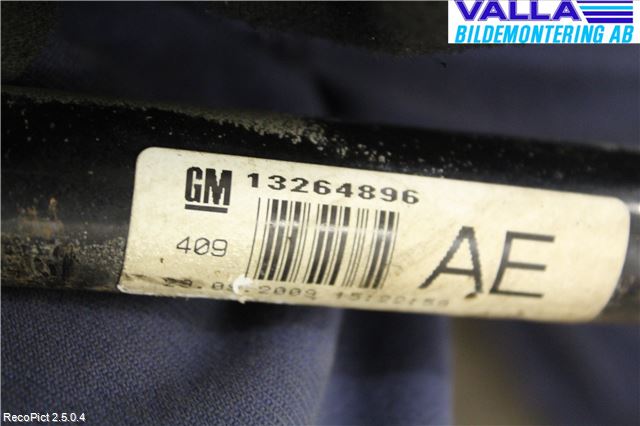 VALLA
BILDEMONTERING AB
GM 13264896
409
AE
RecoPict 2.5.0.4